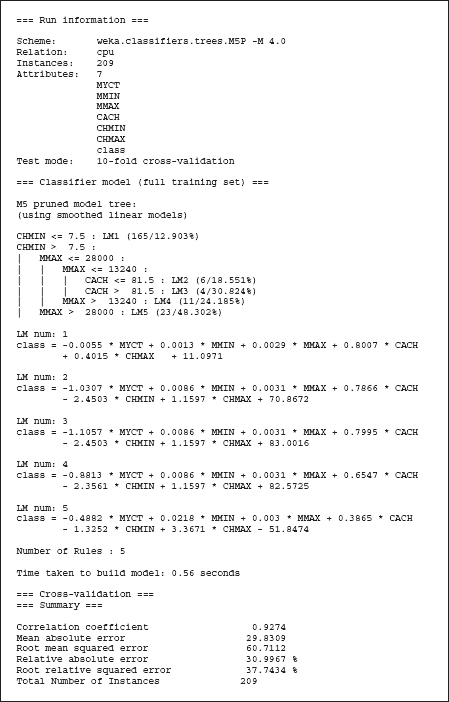 === Run information ===
Scheme: weka.classifiers.trees.M5P -M 4.0
Relation: cpu
Instances: 209
Attributes: 7
MYCT
MMIN
MMAX
CACH
CHMIN
CHMAX
class
Test mode: 10-fold cross-validation
=== Classifier model (full training set) ===
M5 pruned model tree:
(using smoothed linear models)
CHMIN <= 7.5 : LM1 (165/12.903%)
CHMIN > 7.5 :
| MMAX <= 28000 :
| | MMAX <= 13240 :
| | | CACH <= 81.5 : LM2 (6/18.551%)
| | | CACH > 81.5 : LM3 (4/30.824%)
| | MMAX > 13240 : LM4 (11/24.185%)
| MMAX > 28000 : LM5 (23/48.302%)
LM num: 1
class = -0.0055 * MYCT + 0.0013 * MMIN + 0.0029 * MMAX + 0.8007 * CACH
+ 0.4015 * CHMAX + 11.0971
LM num: 2
class = -1.0307 * MYCT + 0.0086 * MMIN + 0.0031 * MMAX + 0.7866 * CACH
- 2.4503 * CHMIN + 1.1597 * CHMAX + 70.8672
LM num: 3
class = -1.1057 * MYCT + 0.0086 * MMIN + 0.0031 * MMAX + 0.7995 * CACH
- 2.4503 * CHMIN + 1.1597 * CHMAX + 83.0016
LM num: 4
class = -0.8813 * MYCT + 0.0086 * MMIN + 0.0031 * MMAX + 0.6547 * CACH
- 2.3561 * CHMIN + 1.1597 * CHMAX + 82.5725
LM num: 5
class = -0.4882 * MYCT + 0.0218 * MMIN + 0.003 * MMAX + 0.3865 * CACH
- 1.3252 * CHMIN + 3.3671 * CHMAX - 51.8474
Number of Rules : 5
Time taken to build model: 0.56 seconds
=== Cross-validation ===
=== Summary ===
Correlation coefficient 0.9274
Mean absolute error 29.8309
Root mean squared error 60.7112
Relative absolute error 30.9967 %
Root relative squared error 37.7434 %
Total Number of Instances 209